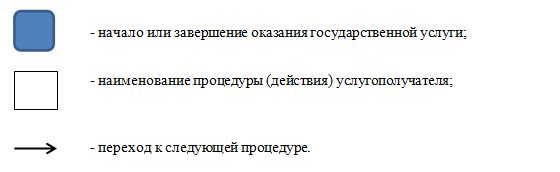 - начало или завершение оказания государственной услуги;
- наименование процедуры (действия) услугополучателя;
- переход к следующей процедуре.